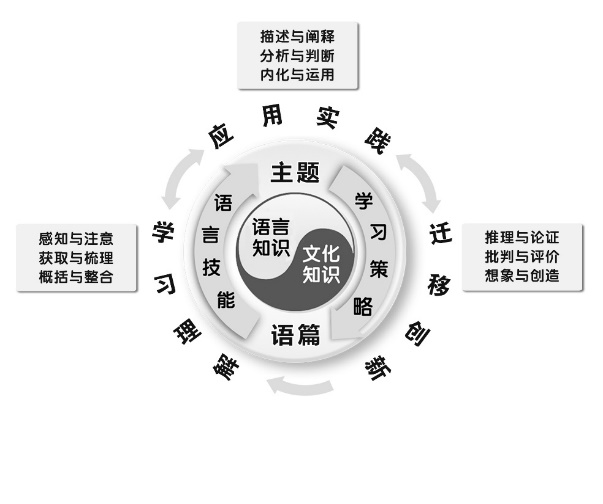 描述与阐释
分析与判断
内化与运用
应用实践
主题
语言技能
学习策略
语言
知识
文化
知识
语篇
学习理解
感知与注意
获取与梳理
概括与整合
迁移创新
推理与论证
批判与评价
想象与创造